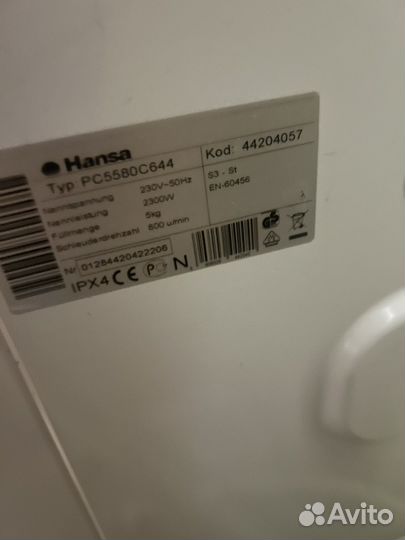 Hansa
Typ PC5580C644 Kod: 44204057
Nennspannung 230V~50Hz S3 - St
Nennleistung 2300W EN-60456
Füllmenge 5kg
Schleuderdrehzahl 800 u/min
Nr 01284420422206
IPX4 CE N
Avito